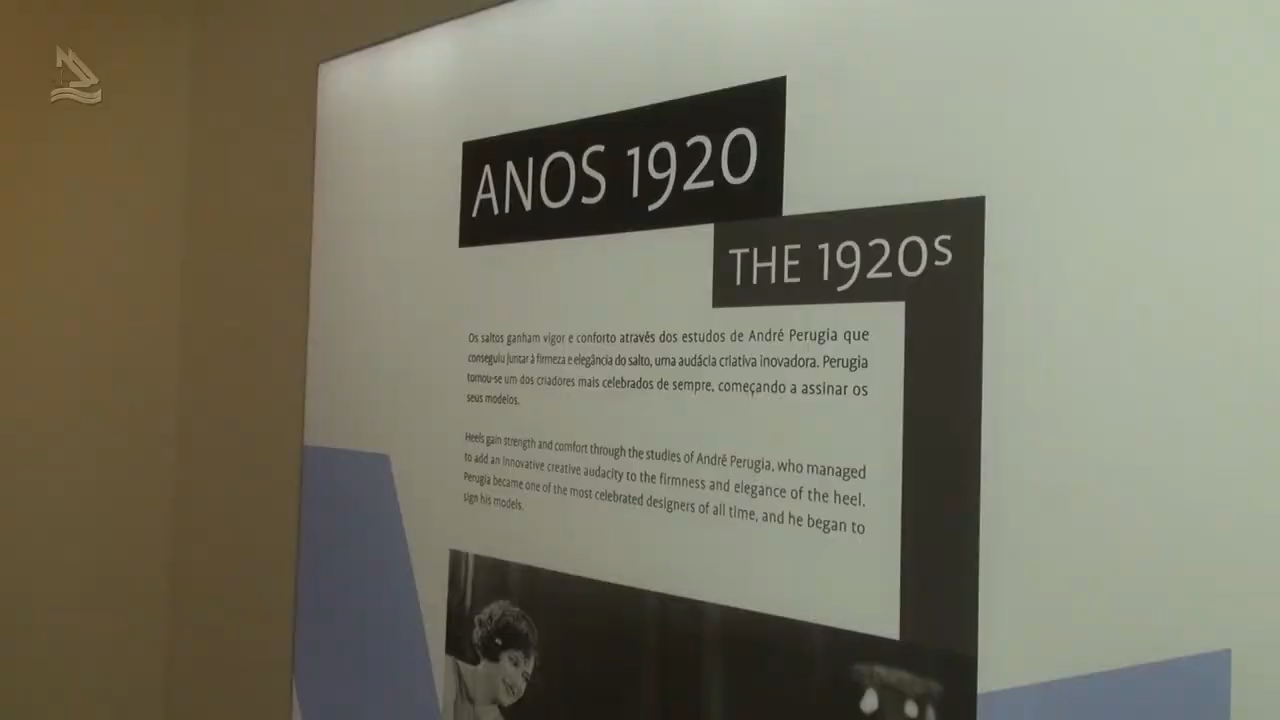 ANOS 1920
THE 1920s
Os saltos ganham vigor e conforto através dos estudos de André Perugia que
conseguiu juntar à firmeza e elegância do salto, uma audácia criativa inovadora. Perugia
tornou-se um dos criadores mais celebrados de sempre, começando a assinar os
seus modelos.
Heels gain strength and comfort through the studies of André Perugia, who managed
to add an innovative creative audacity to the firmness and elegance of the heel.
Perugia became one of the most celebrated designers of all time, and he began to
sign his models.